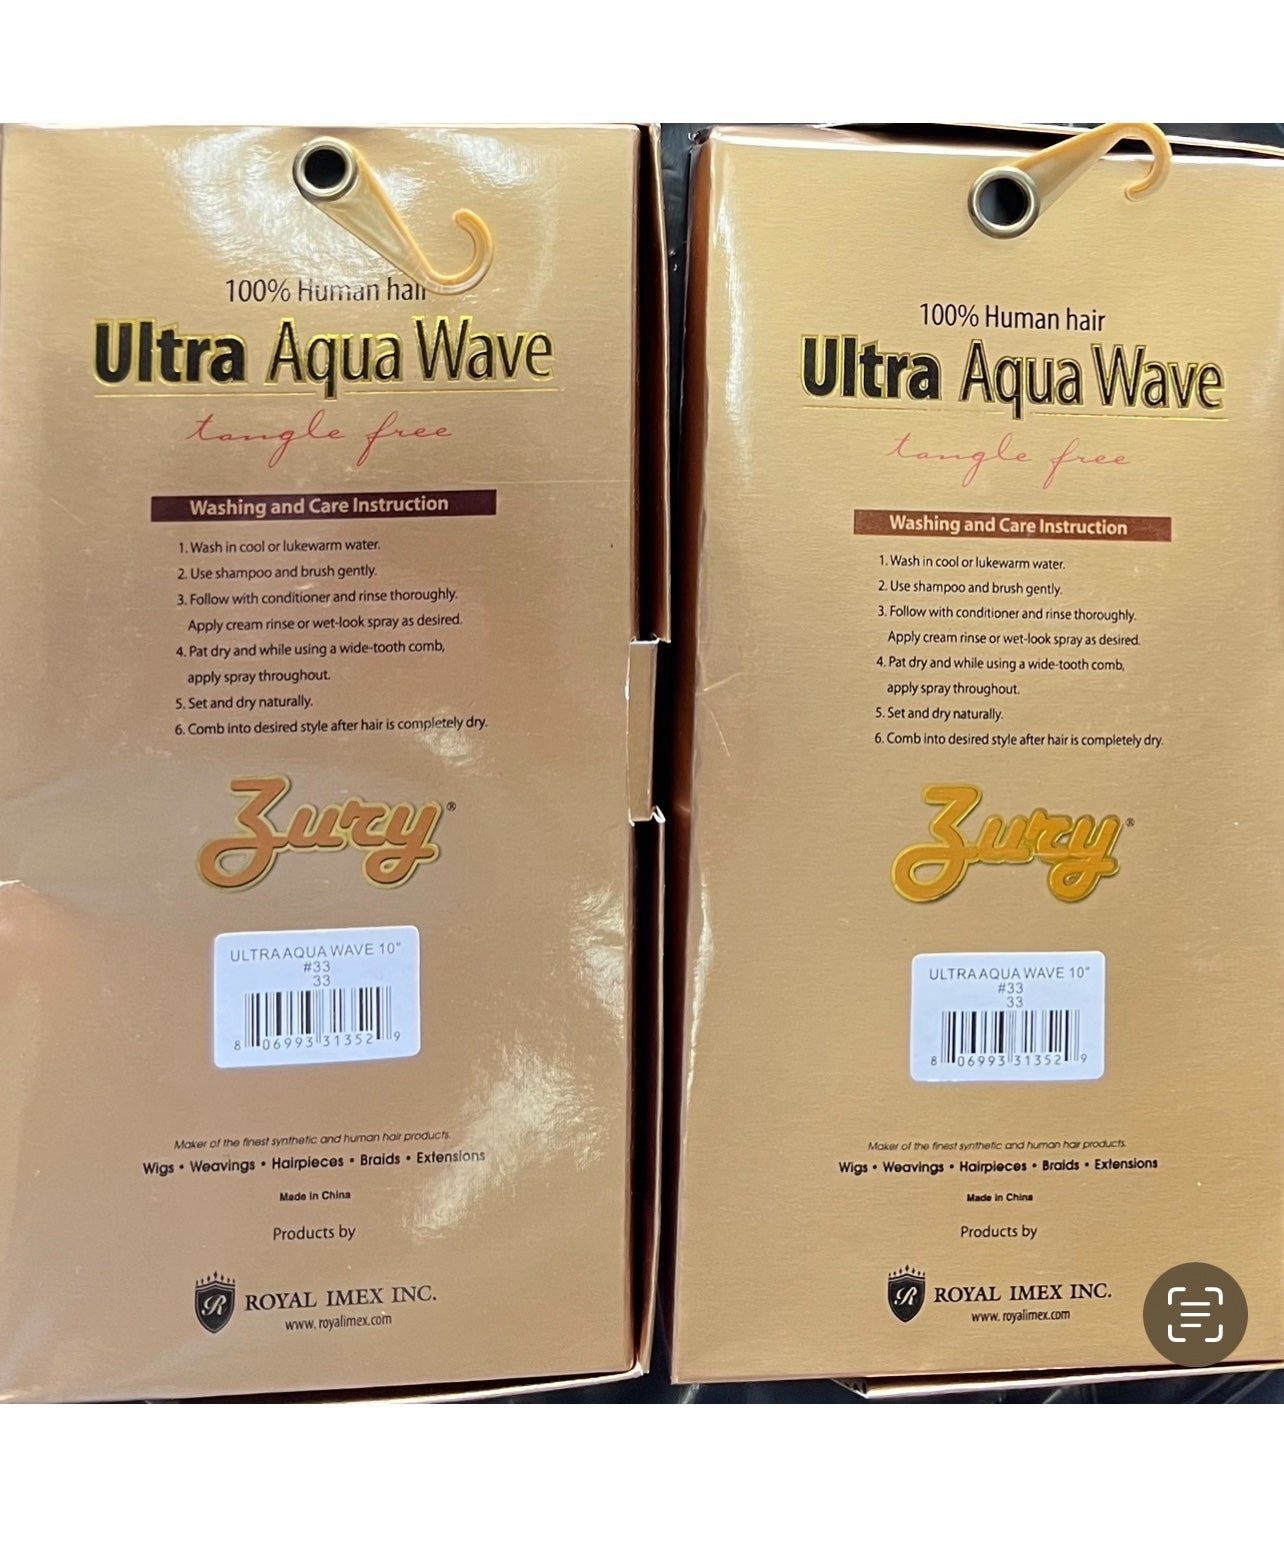 100% Human hair
Ultra Aqua Wave
tangle free
Washing and Care Instruction
1. Wash in cool or lukewarm water.
2. Use shampoo and brush gently.
3. Follow with conditioner and rinse thoroughly.
Apply cream rinse or wet-look spray as desired.
4. Pat dry and while using a wide-tooth comb,
apply spray throughout.
5. Set and dry naturally.
6. Comb into desired style after hair is completely dry.
Zury®
ULTRA AQUA WAVE 10"
#33
33
8 06993 31352 9
Maker of the finest synthetic and human hair products.
Wigs • Weavings • Hairpieces • Braids • Extensions
Made in China
Products by
R ROYAL IMEX INC.
www.royalimex.com
100% Human hair
Ultra Aqua Wave
tangle free
Washing and Care Instruction
1. Wash in cool or lukewarm water.
2. Use shampoo and brush gently.
3. Follow with conditioner and rinse thoroughly.
Apply cream rinse or wet-look spray as desired.
4. Pat dry and while using a wide-tooth comb,
apply spray throughout.
5. Set and dry naturally.
6. Comb into desired style after hair is completely dry.
Zury®
ULTRA AQUA WAVE 10"
#33
33
8 06993 31352 9
Maker of the finest synthetic and human hair products.
Wigs • Weavings • Hairpieces • Braids • Extensions
Made in China
Products by
R ROYAL IMEX INC.
www.royalimex.com